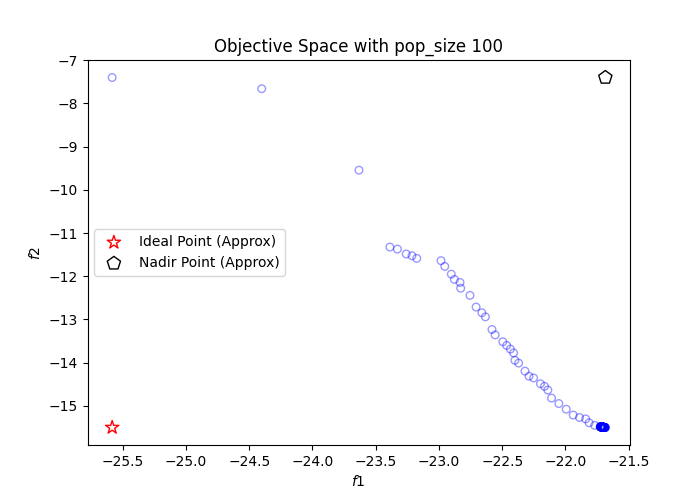 Objective Space with pop_size 100
−7
−8
−9
−10
−11
−12
−13
−14
−15
f2
Ideal Point (Approx)
Nadir Point (Approx)
−25.5 −25.0 −24.5 −24.0 −23.5 −23.0 −22.5 −22.0 −21.5
f1